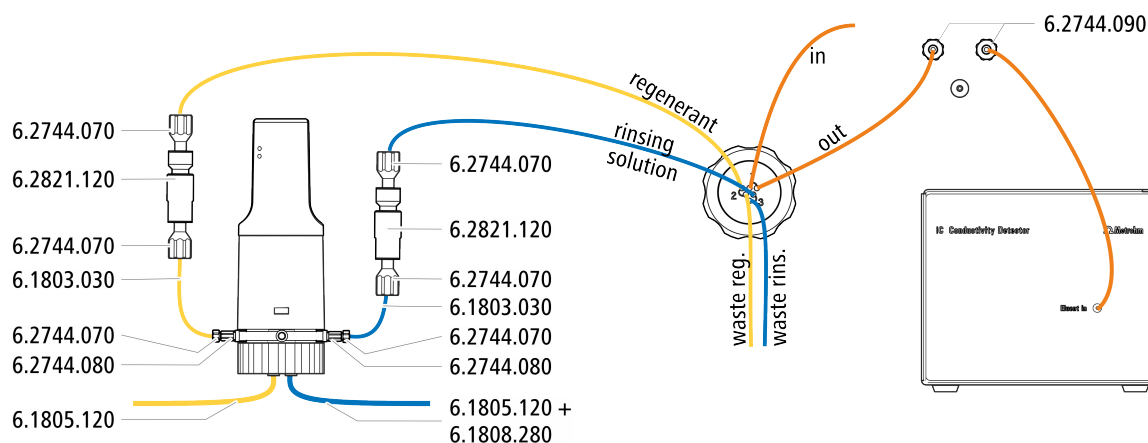 6.2744.070
6.2821.120
6.2744.070
6.1803.030
6.2744.070
6.2744.080
6.1805.120
6.2744.070
6.2821.120
6.2744.070
6.1803.030
6.2744.070
6.2744.080
6.1805.120 +
6.1808.280
regenerant
rinsing
solution
in
out
1
2
3
waste reg.
waste rins.
6.2744.090
IC Conductivity Detector
Metrohm
Eluent in